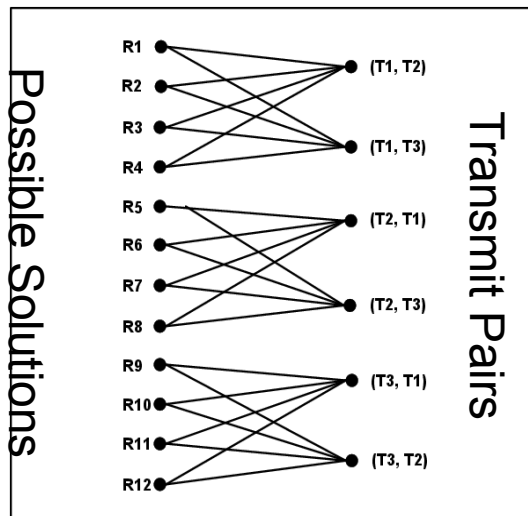 Possible Solutions
R1
R2
R3
R4
R5
R6
R7
R8
R9
R10
R11
R12
(T1, T2)
(T1, T3)
(T2, T1)
(T2, T3)
(T3, T1)
(T3, T2)
Transmit Pairs